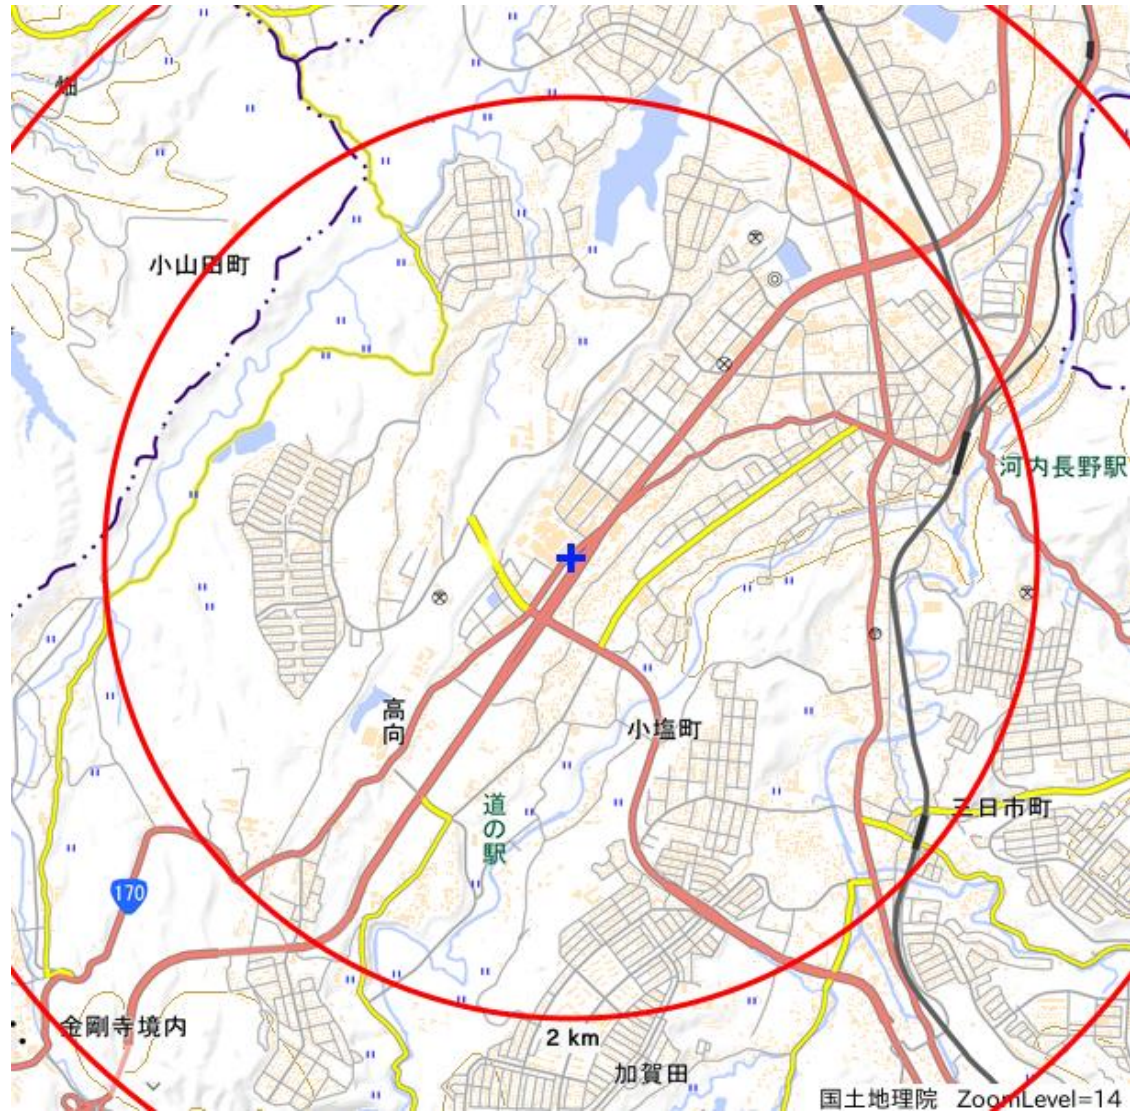 畑
小山田町
河内長野駅
高向
小塩町
道の駅
三日市町
170
金剛寺境内
2 km
加賀田
国土地理院 ZoomLevel=14